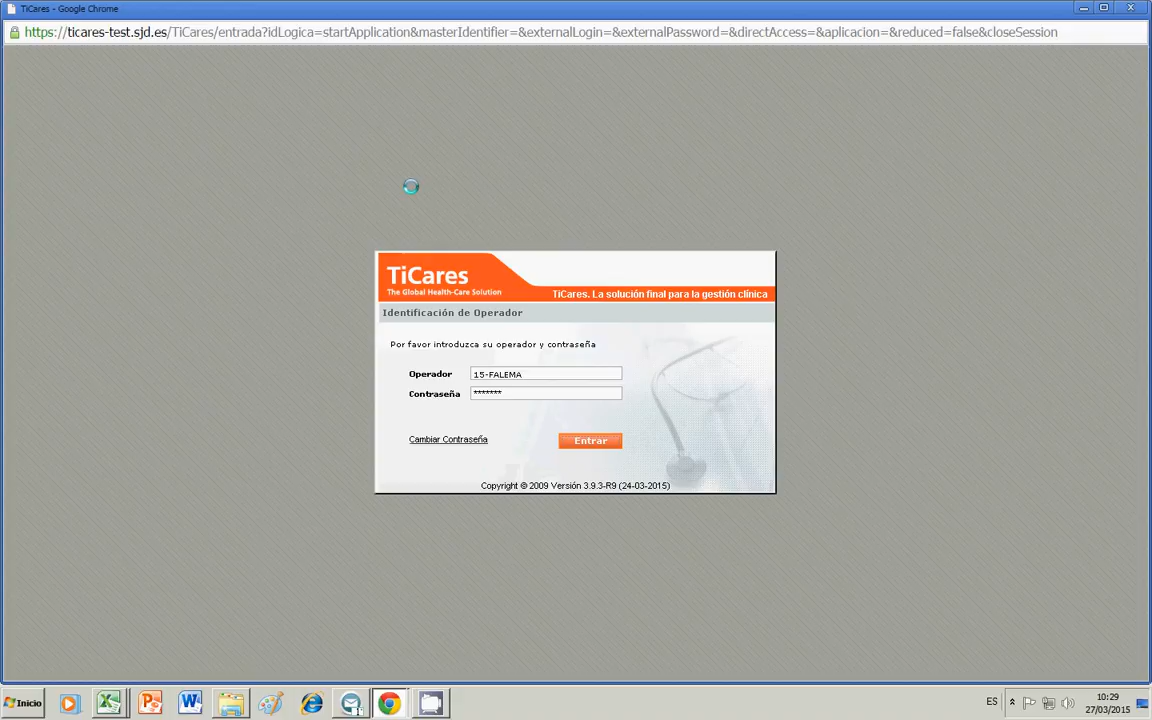 TiCares - Google Chrome
https://ticares-test.sjd.es/TiCares/entrada?idLogica=startApplication&masterIdentifier=&externalLogin=&externalPassword=&directAccess=&aplicacion=&reduced=false&closeSession
TiCares
The Global Health-Care Solution
TiCares. La solución final para la gestión clínica
Identificación de Operador
Por favor introduzca su operador y contraseña
Operador 15-FALEMA
Contraseña *******
Cambiar Contraseña Entrar
Copyright © 2009 Versión 3.9.3-R9 (24-03-2015)
Inicio ES 10:29
27/03/2015